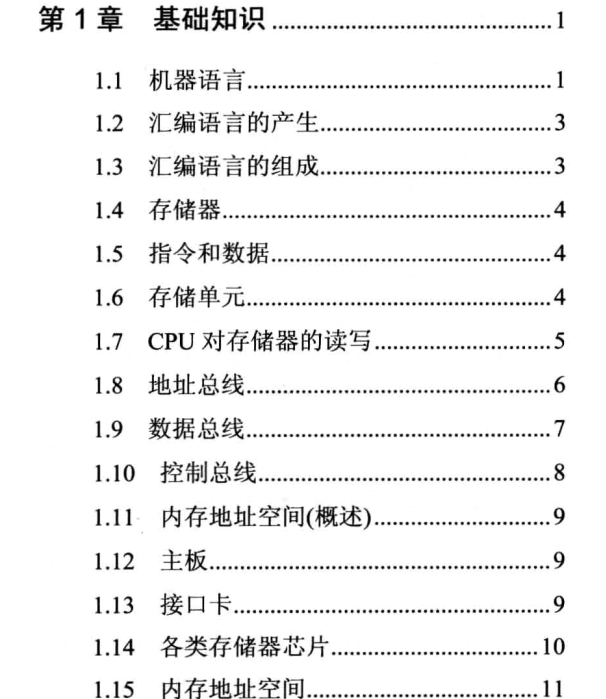 第 1 章 基础知识................................1
1.1 机器语言................................1
1.2 汇编语言的产生................................3
1.3 汇编语言的组成................................3
1.4 存储器................................4
1.5 指令和数据................................4
1.6 存储单元................................4
1.7 CPU 对存储器的读写................................5
1.8 地址总线................................6
1.9 数据总线................................7
1.10 控制总线................................8
1.11 内存地址空间(概述)................................9
1.12 主板................................9
1.13 接口卡................................9
1.14 各类存储器芯片................................10
1.15 内存地址空间................................11